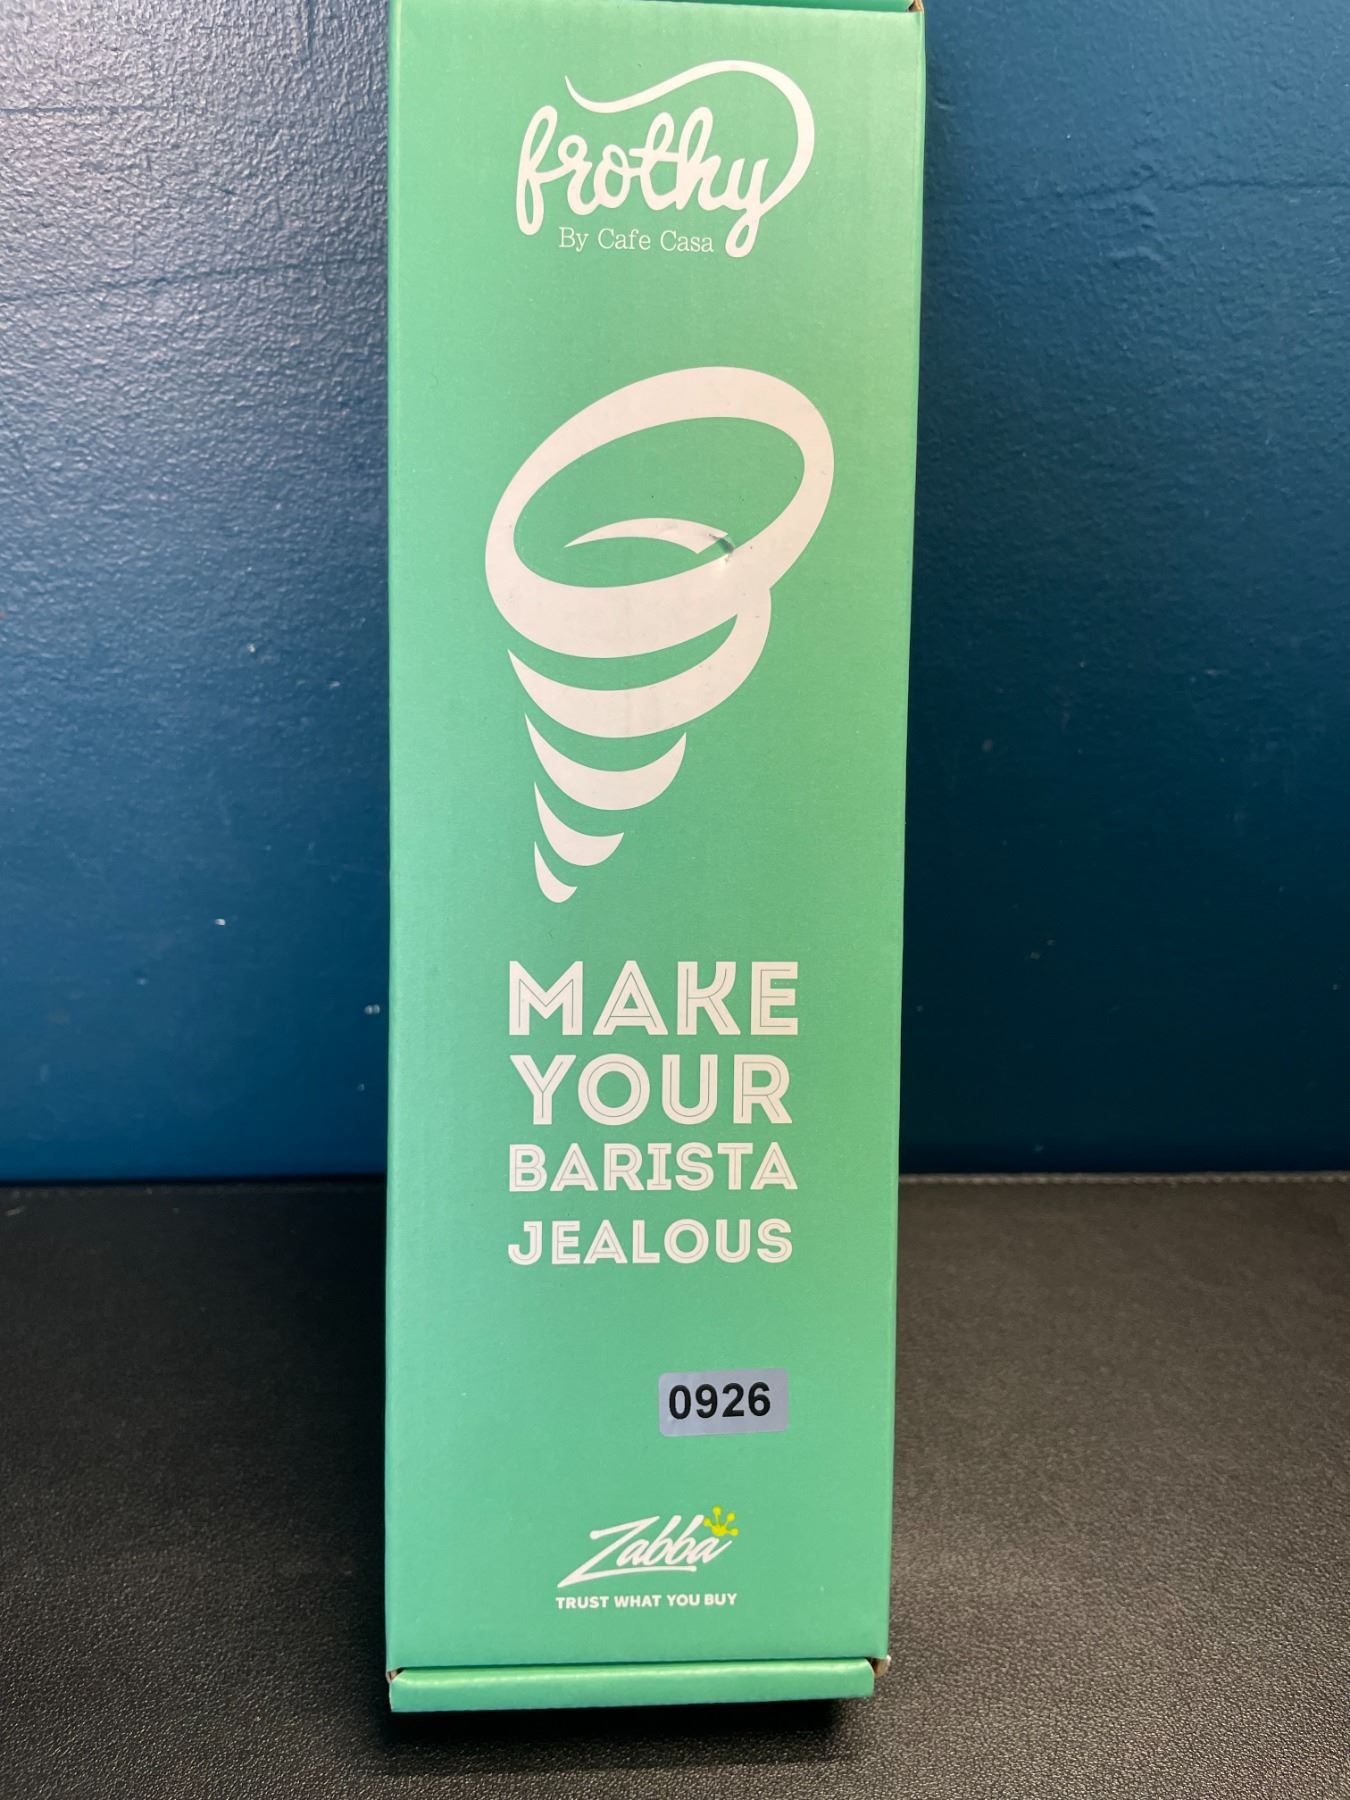 frothy
By Cafe Casa
MAKE
YOUR
BARISTA
JEALOUS
0926
Zabba
TRUST WHAT YOU BUY